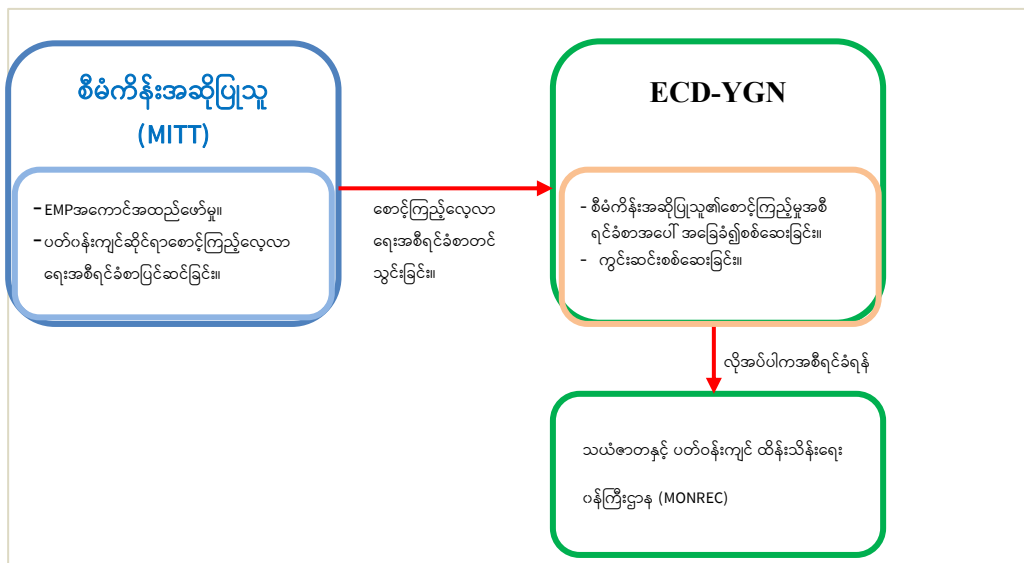 စီမံကိန်းအဆိုပြုသူ
(MITT)
- EMPအကောင်အထည်ဖော်မှု။
- ပတ်ဝန်းကျင်ဆိုင်ရာစောင့်ကြည့်လေ့လာ
ရေးအစီရင်ခံစာပြင်ဆင်ခြင်း။
စောင့်ကြည့်လေ့လာ
ရေးအစီရင်ခံစာတင်
သွင်းခြင်း။
ECD-YGN
- စီမံကိန်းအဆိုပြုသူ၏စောင့်ကြည့်မှုအစီ
ရင်ခံစာအပေါ် အခြေခံ၍စစ်ဆေးခြင်း။
- ကွင်းဆင်းစစ်ဆေးခြင်း။
လိုအပ်ပါကအစီရင်ခံရန်
သယံဇာတနှင့် ပတ်ဝန်းကျင် ထိန်းသိန်းရေး
ဝန်ကြီးဌာန (MONREC)